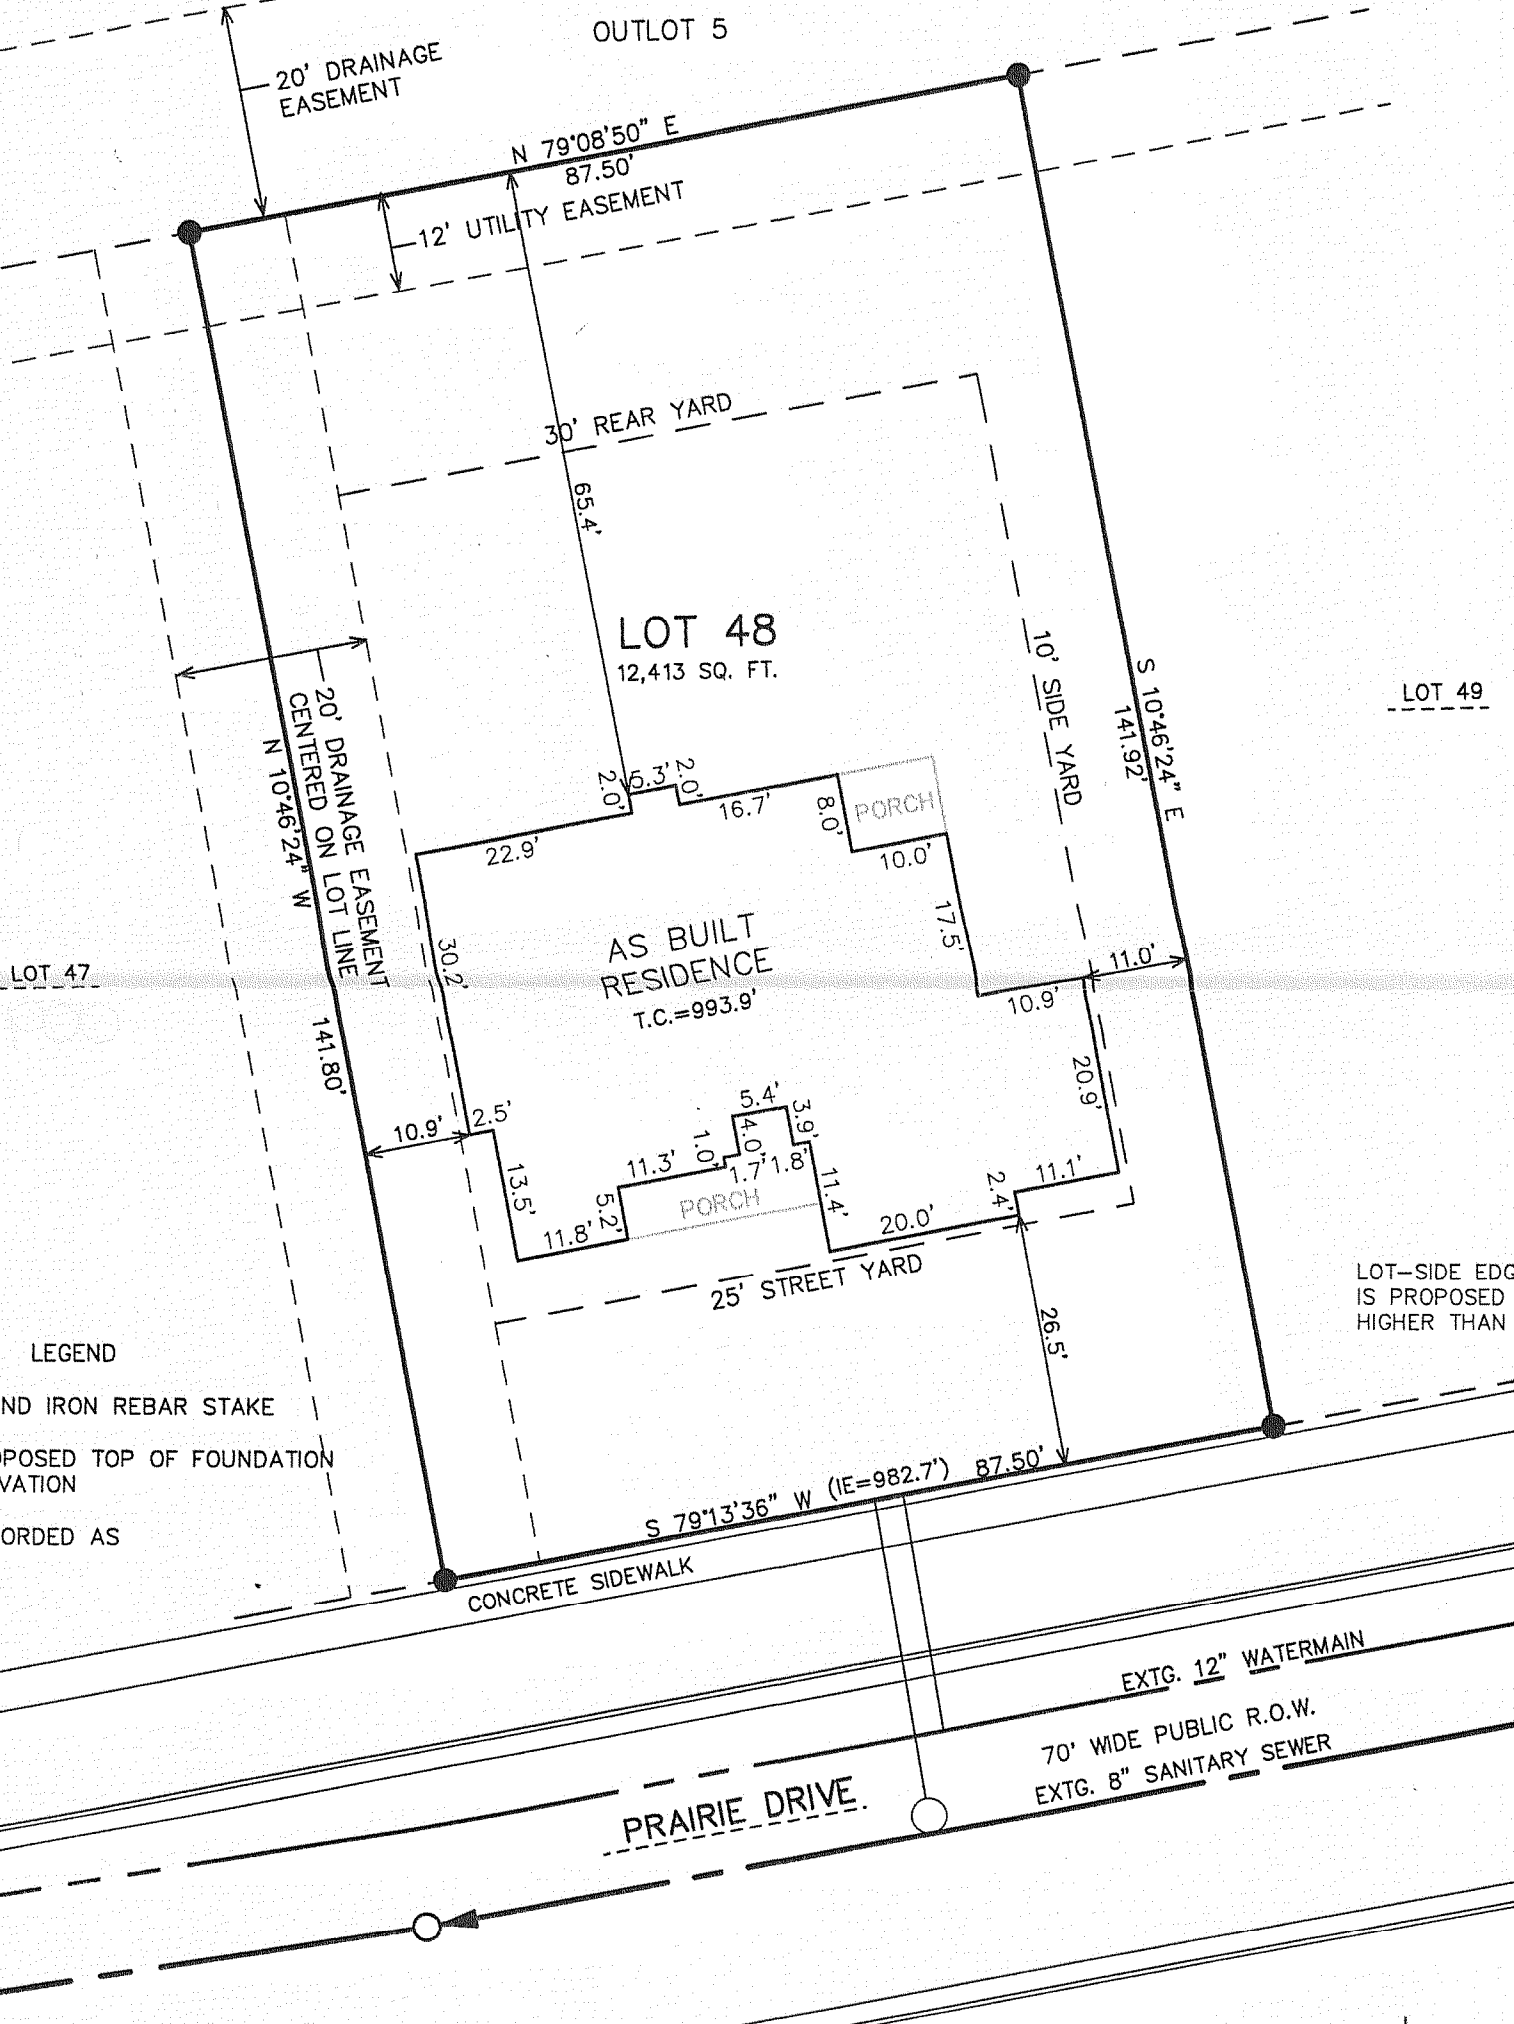 OUTLOT 5
20' DRAINAGE
EASEMENT
N 79°08'50" E
87.50'
12' UTILITY EASEMENT
30' REAR YARD
65.4'
LOT 48
12,413 SQ. FT.
10' SIDE YARD
S 10°46'24" E
141.92'
LOT 49
20' DRAINAGE EASEMENT
CENTERED ON LOT LINE
N 10°46'24" W
141.80'
LOT 47
2.0'
5.3'
2.0'
16.7'
8.0'
PORCH
10.0'
22.9'
17.5'
30.2'
AS BUILT
RESIDENCE
T.C.=993.9'
11.0'
10.9'
20.9'
10.9'
2.5'
13.5'
11.8'
5.2'
11.3'
1.0'
1.7'
4.0'
5.4'
3.9'
1.8'
11.4'
PORCH
20.0'
2.4'
11.1'
25' STREET YARD
26.5'
LOT-SIDE EDG
IS PROPOSED
HIGHER THAN
LEGEND
ND IRON REBAR STAKE
OPOSED TOP OF FOUNDATION
VATION
ORDED AS
S 79°13'36" W (IE=982.7') 87.50'
CONCRETE SIDEWALK
EXTG. 12" WATERMAIN
70' WIDE PUBLIC R.O.W.
EXTG. 8" SANITARY SEWER
PRAIRIE DRIVE